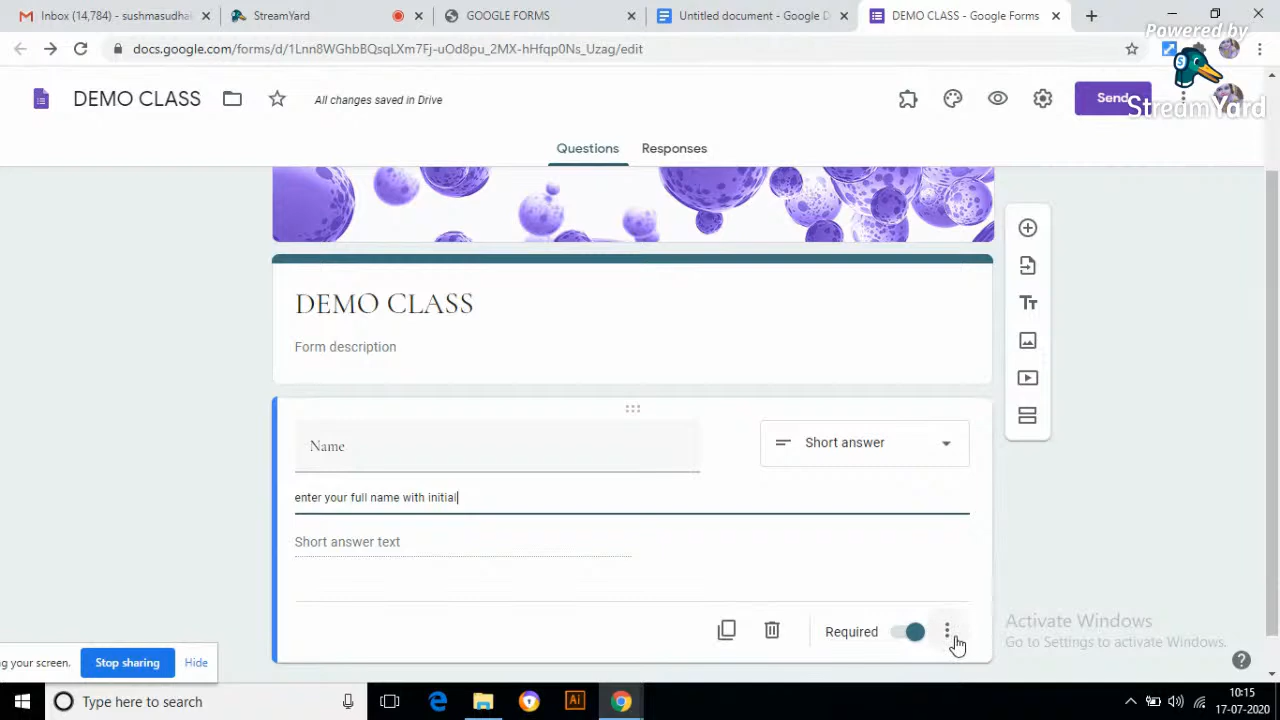 Inbox (14,784) - sushmasudha
StreamYard
GOOGLE FORMS
Untitled document - Google D
DEMO CLASS - Google Forms
Powered by
docs.google.com/forms/d/1Lnn8WGhbBQsqLXm7Fj-uOd8pu_2MX-hHfqp0Ns_Uzag/edit
DEMO CLASS
All changes saved in Drive
Send
StreamYard
Questions
Responses
DEMO CLASS
Form description
Name
Short answer
enter your full name with initial
Short answer text
Required
Activate Windows
Go to Settings to activate Windows.
g your screen.
Stop sharing
Hide
Type here to search
Ai
10:15
17-07-2020